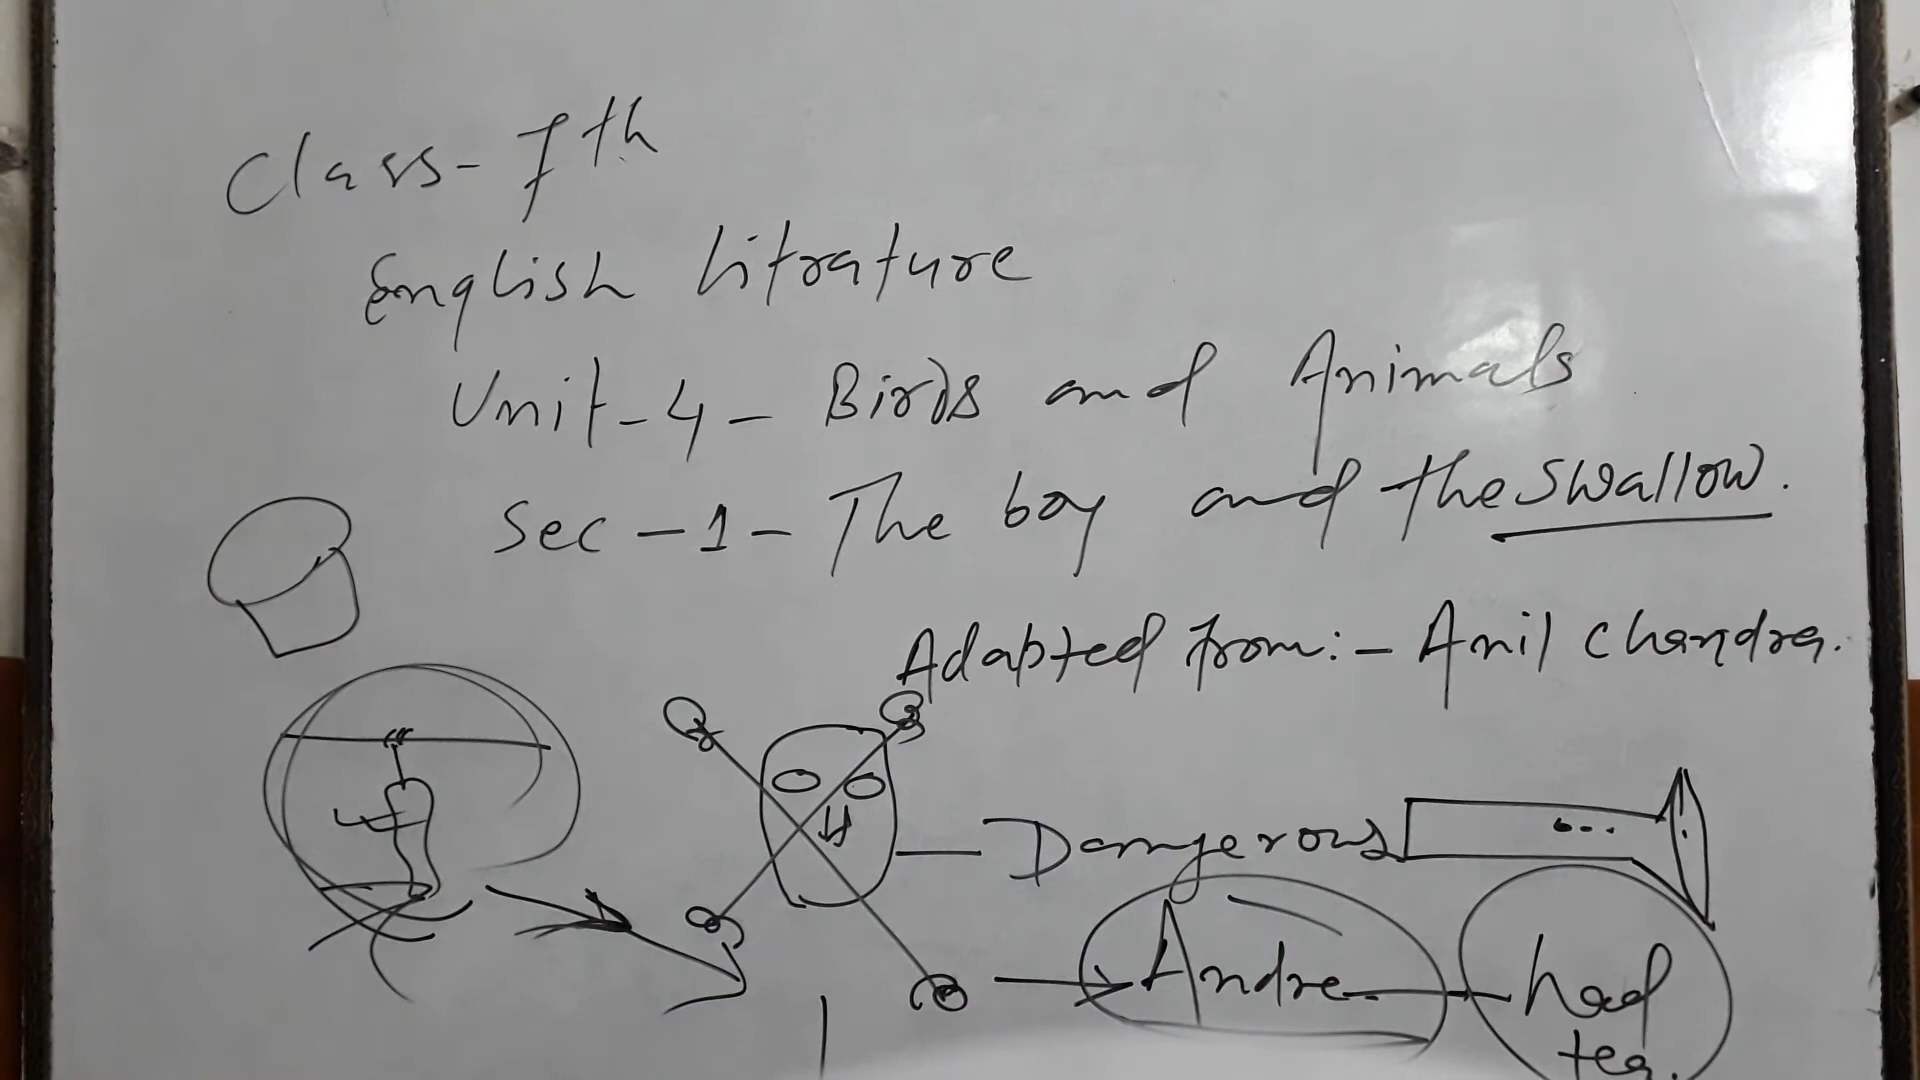 Class - 7th
English litrature
Unit - 4 - Birds and Animals
Sec - 1 - The boy and the Swallow.
Adapted from :- Anil Chandra.
Dangerous
Andre
had
tea.